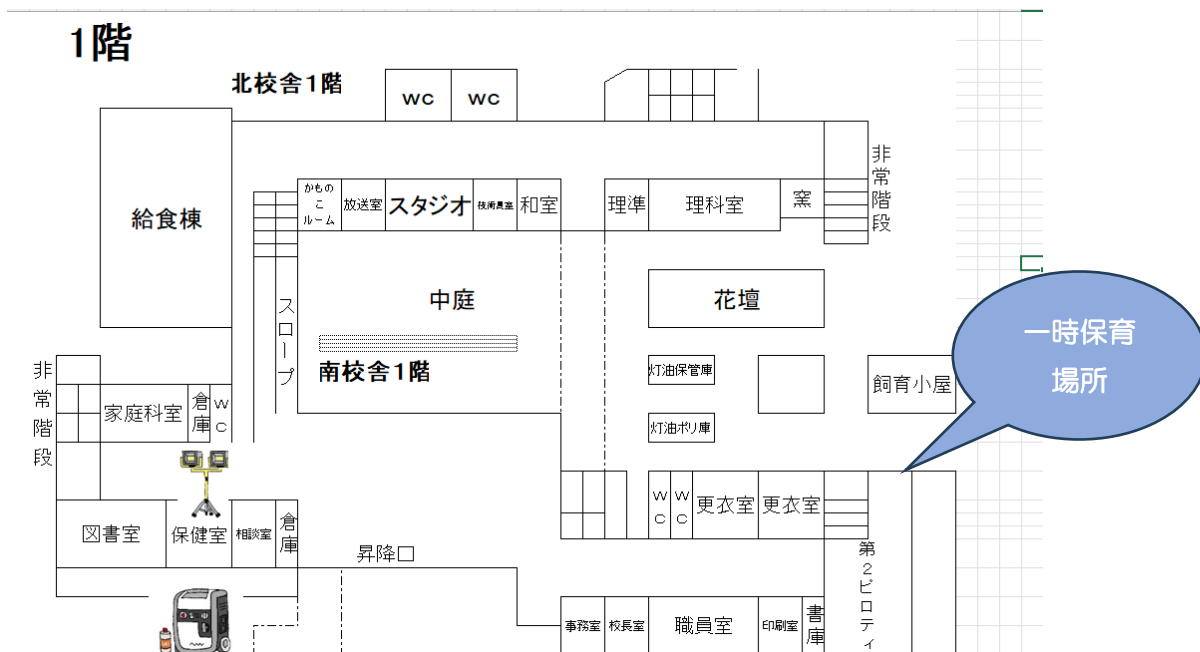 1階
北校舎1階
WC
WC
非常階段
かもの
こ
ルーム
放送室
スタジオ
技術員室
和室
理準
理科室
窯
給食棟
中庭
花壇
スロープ
一時保育
場所
南校舎1階
灯油保管庫
飼育小屋
非常階段
家庭科室
倉庫
WC
灯油ポリ庫
図書室
保健室
相談室
倉庫
昇降口
WC
WC
更衣室
更衣室
第2ピロティ
事務室
校長室
職員室
印刷室
書庫